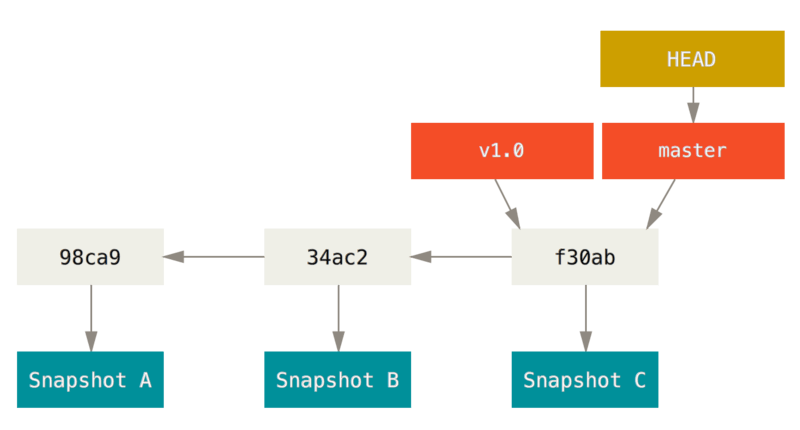 HEAD
v1.0
master
98ca9
34ac2
f30ab
Snapshot A
Snapshot B
Snapshot C